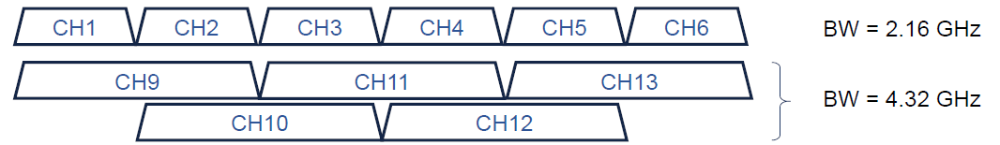 CH1 CH2 CH3 CH4 CH5 CH6 BW = 2.16 GHz
CH9 CH11 CH13
BW = 4.32 GHz
CH10 CH12